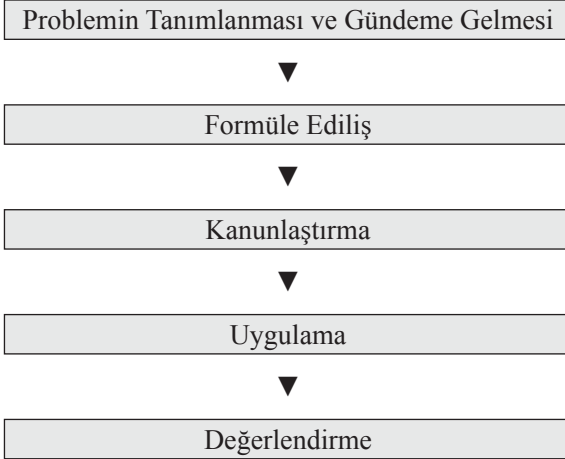 Problemin Tanımlanması ve Gündeme Gelmesi
Formüle Ediliş
Kanunlaştırma
Uygulama
Değerlendirme